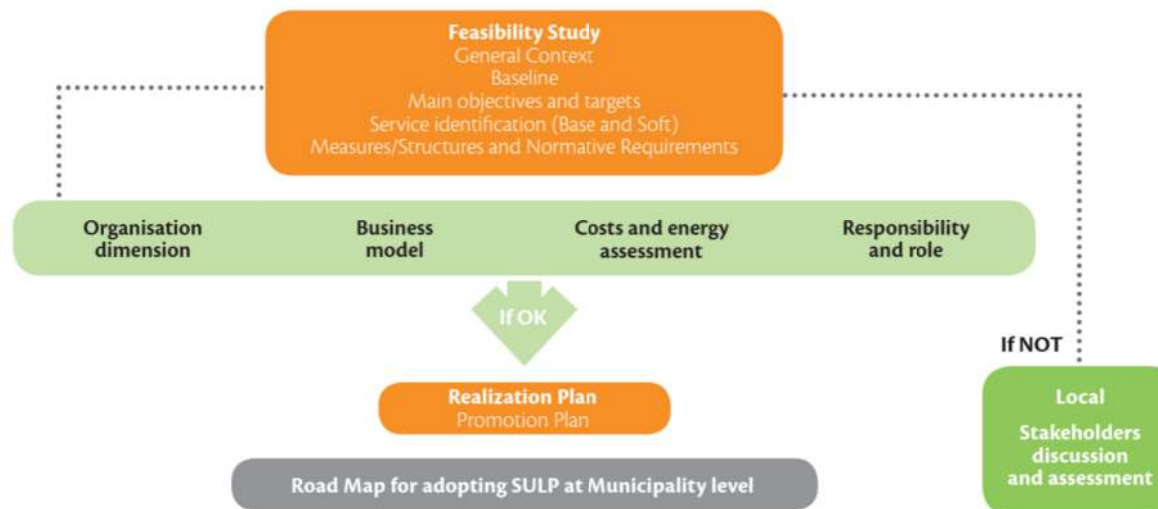 Feasibility Study
General Context
Baseline
Main objectives and targets
Service identification (Base and Soft)
Measures/Structures and Normative Requirements
Organisation
dimension
Business
model
Costs and energy
assessment
Responsibility
and role
If OK
If NOT
Realization Plan
Promotion Plan
Local
Stakeholders
discussion
and assessment
Road Map for adopting SULP at Municipality level